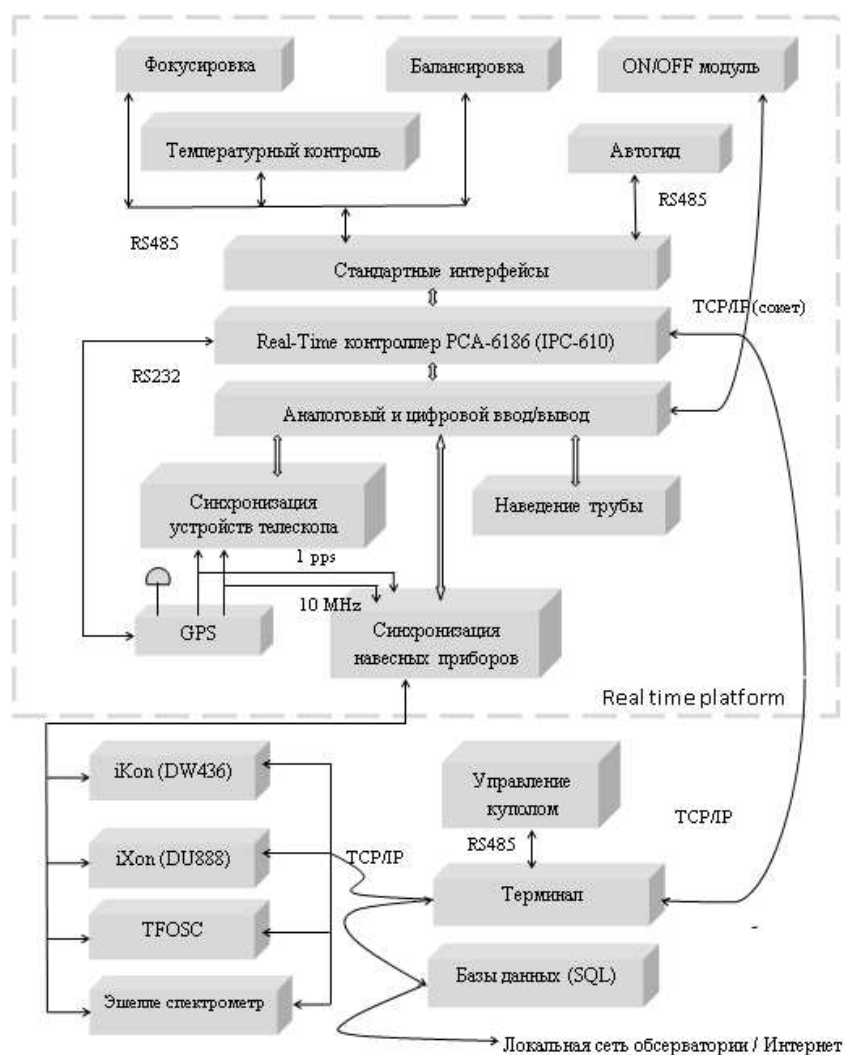 Фокусировка
Балансировка
ON/OFF модуль
Температурный контроль
Автогид
RS485
RS485
Стандартные интерфейсы
TCP/IP (сокет)
Real-Time контроллер PCA-6186 (IPC-610)
RS232
Аналоговый и цифровой ввод/вывод
Синхронизация
устройств телескопа
Наведение трубы
1 pps
10 MHz
GPS
Синхронизация
навесных приборов
Real time platform
iKon (DW436)
Управление
куполом
TCP/IP
RS485
iXon (DU888)
TCP/IP
Терминал
TFOSC
Базы данных (SQL)
Эшелле спектрометр
Локальная сеть обсерватории / Интернет